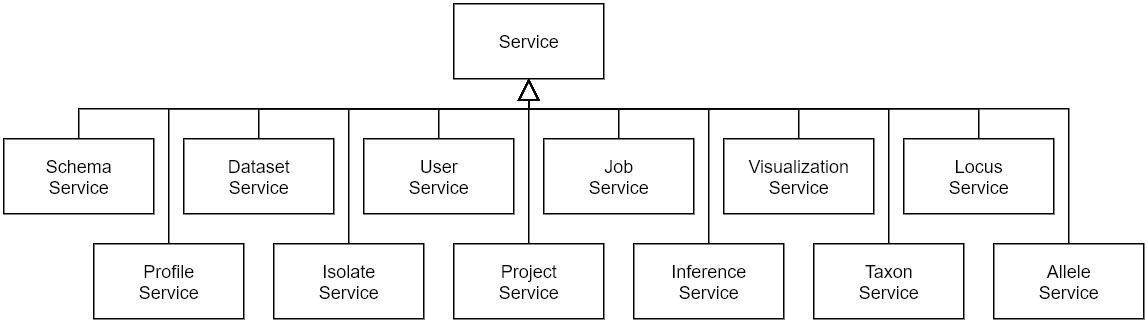 Service
Schema
Service
Dataset
Service
User
Service
Job
Service
Visualization
Service
Locus
Service
Profile
Service
Isolate
Service
Project
Service
Inference
Service
Taxon
Service
Allele
Service